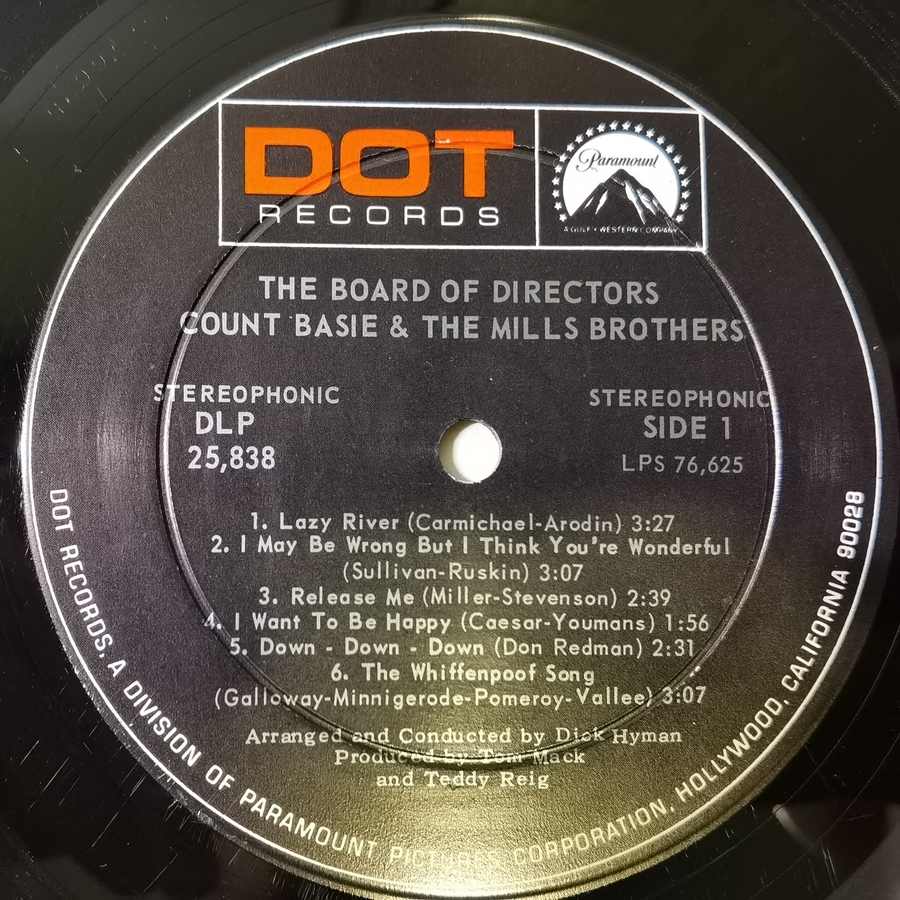 DOT
RECORDS
Paramount
A GULF + WESTERN COMPANY
THE BOARD OF DIRECTORS
COUNT BASIE & THE MILLS BROTHERS
STEREOPHONIC
DLP
25,838
STEREOPHONIC
SIDE 1
LPS 76,625
1. Lazy River (Carmichael-Arodin) 3:27
2. I May Be Wrong But I Think You're Wonderful
(Sullivan-Ruskin) 3:07
3. Release Me (Miller-Stevenson) 2:39
4. I Want To Be Happy (Caesar-Youmans) 1:56
5. Down - Down - Down (Don Redman) 2:31
6. The Whiffenpoof Song
(Galloway-Minnigerode-Pomeroy-Vallee) 3:07
Arranged and Conducted by Dick Hyman
Produced by Tom Mack
and Teddy Reig
DOT RECORDS, A DIVISION OF PARAMOUNT PICTURES CORPORATION, HOLLYWOOD, CALIFORNIA 90028